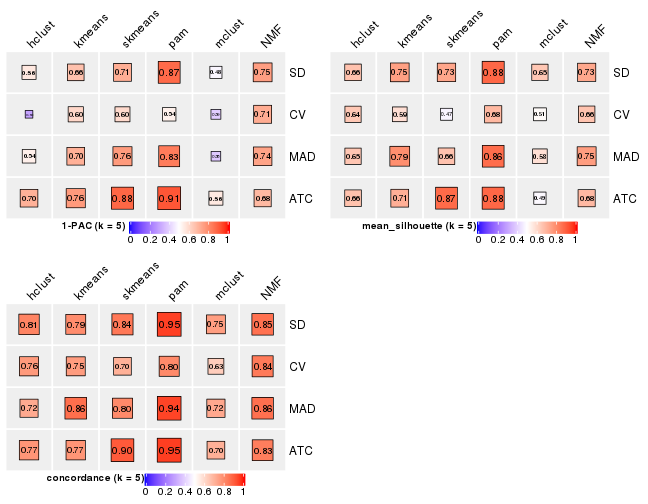 hclust kmeans skmeans pam mclust NMF
0.56 0.66 0.71 0.87 0.48 0.75 SD
0.60 0.60 0.54 0.71 CV
0.54 0.70 0.76 0.83 0.74 MAD
0.70 0.76 0.88 0.91 0.56 0.68 ATC
1-PAC (k = 5)
0 0.2 0.4 0.6 0.8 1
hclust kmeans skmeans pam mclust NMF
0.66 0.75 0.73 0.88 0.65 0.73 SD
0.64 0.59 0.47 0.68 0.51 0.66 CV
0.65 0.79 0.66 0.86 0.58 0.75 MAD
0.66 0.71 0.87 0.88 0.49 0.68 ATC
mean_silhouette (k = 5)
0 0.2 0.4 0.6 0.8 1
hclust kmeans skmeans pam mclust NMF
0.81 0.79 0.84 0.95 0.75 0.85 SD
0.76 0.75 0.70 0.80 0.63 0.84 CV
0.72 0.86 0.80 0.94 0.72 0.86 MAD
0.77 0.77 0.90 0.95 0.70 0.83 ATC
concordance (k = 5)
0 0.2 0.4 0.6 0.8 1